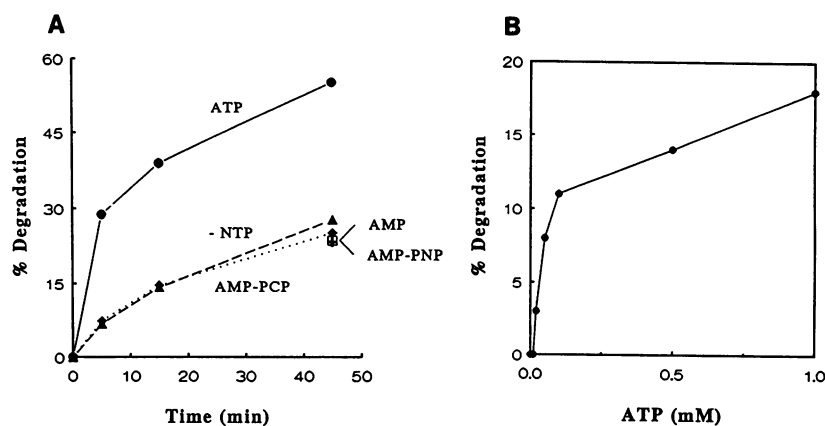 A
60
45
30
15
0
% Degradation
ATP
- NTP
AMP-PCP
AMP
AMP-PNP
0 10 20 30 40 50
Time (min)
B
20
15
10
5
0
% Degradation
0.0 0.5 1.0
ATP (mM)